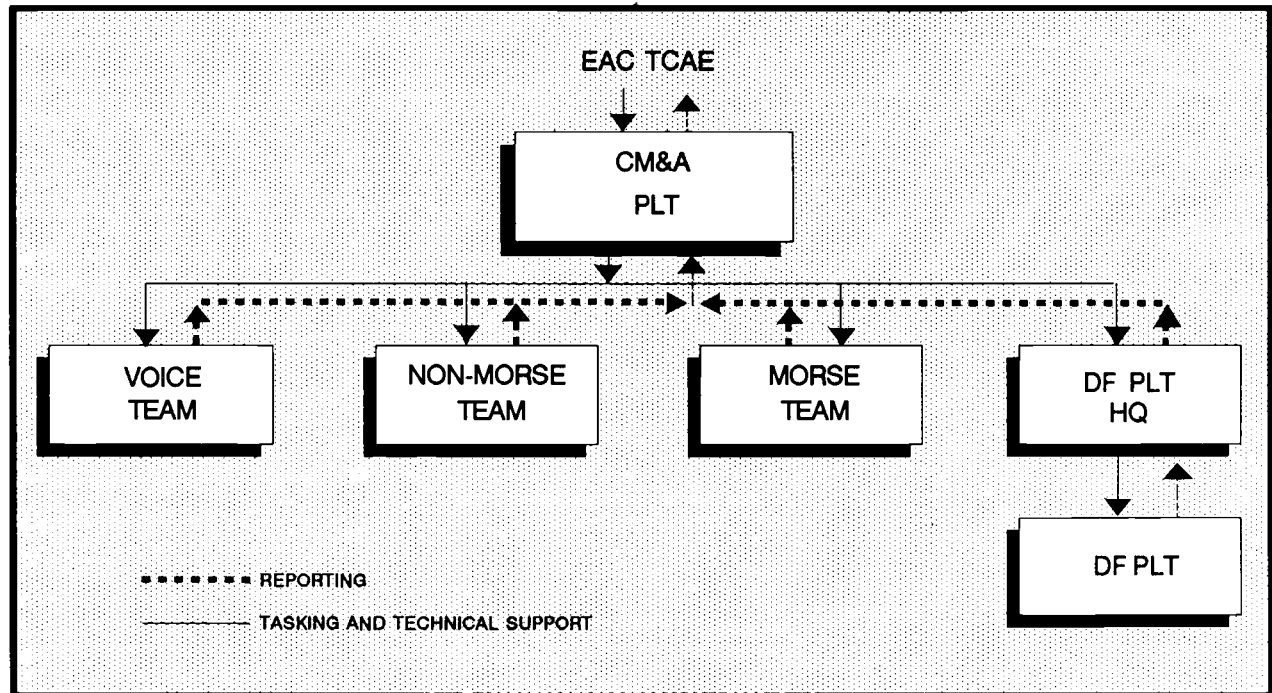 EAC TCAE
CM&A
PLT
VOICE
TEAM
NON-MORSE
TEAM
MORSE
TEAM
DF PLT
HQ
DF PLT
REPORTING
TASKING AND TECHNICAL SUPPORT